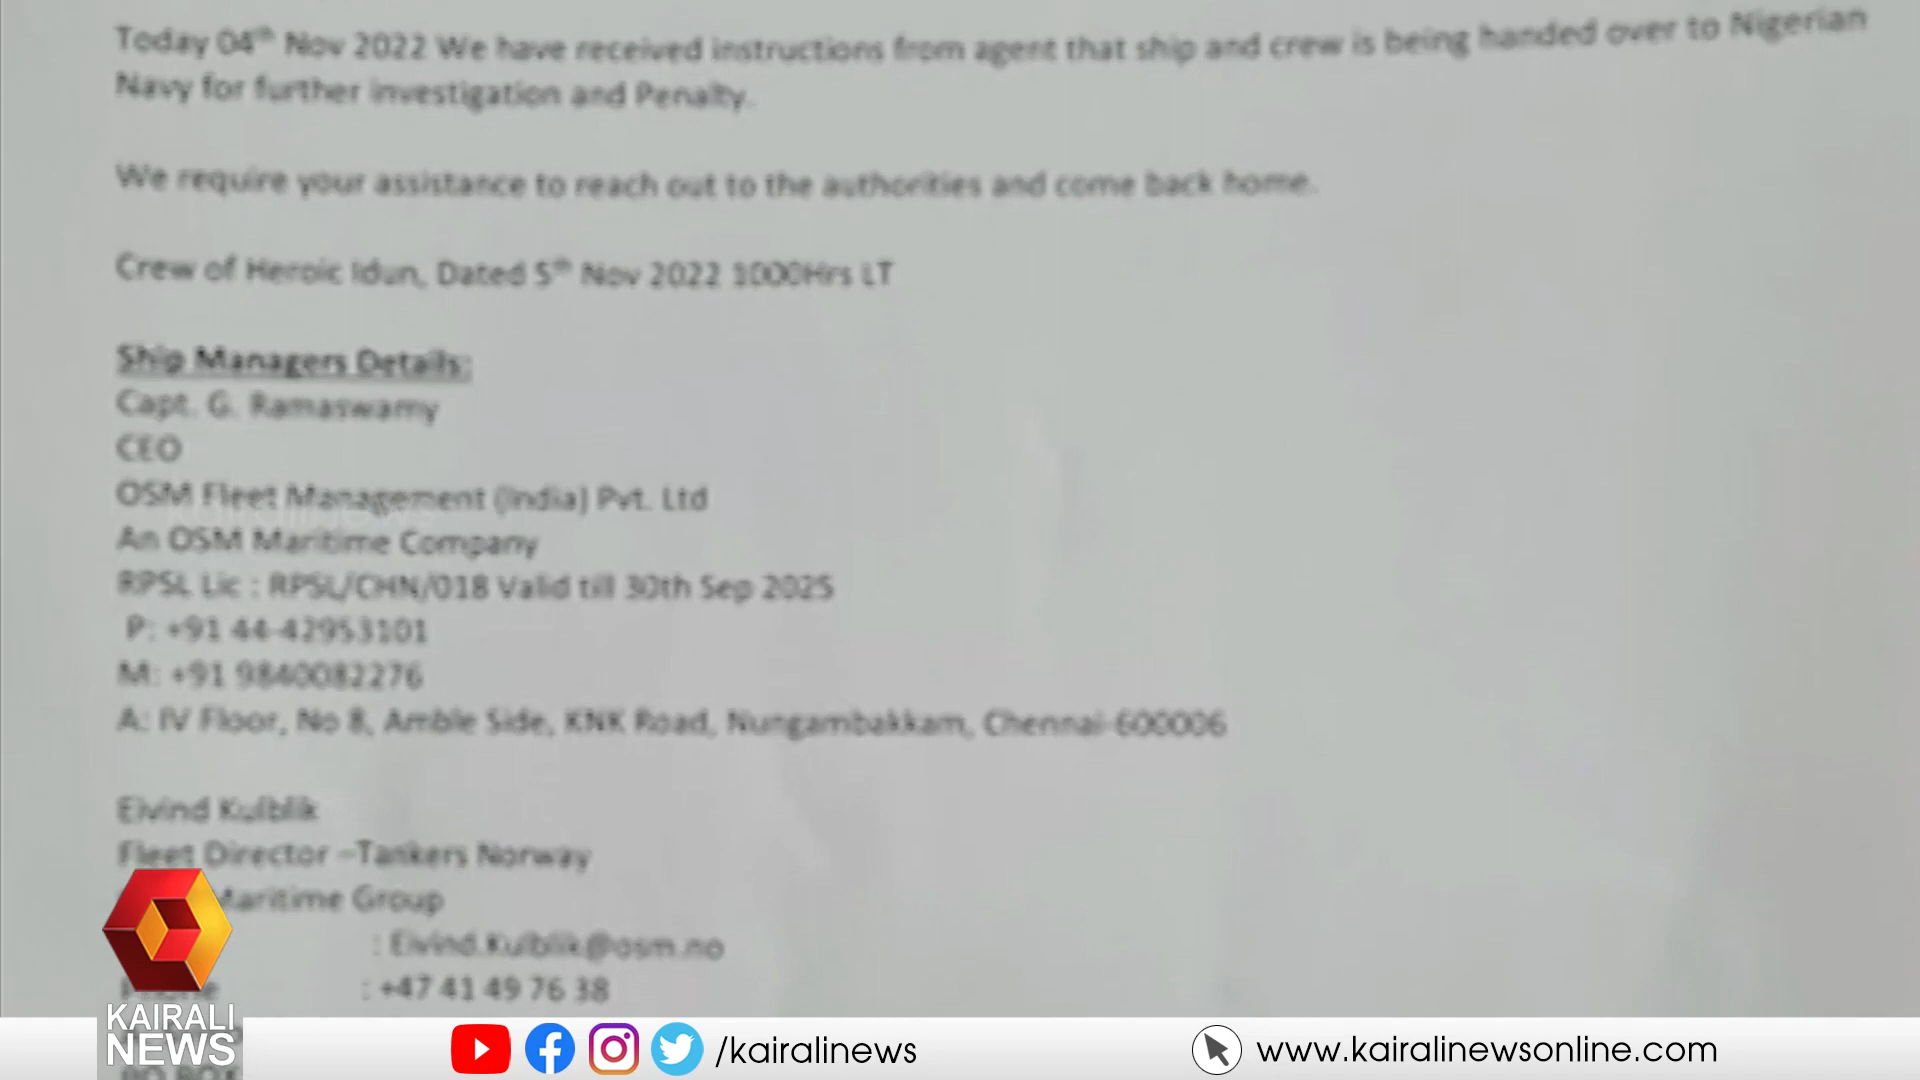 Today 04th Nov 2022 We have received instructions from agent that ship and crew is being handed over to Nigerian
Navy for further investigation and Penalty.
We require your assistance to reach out to the authorities and come back home.
Crew of Heroic Idun, Dated 5th Nov 2022 1000Hrs LT
Ship Managers Details:
Capt. G. Ramaswamy
CEO
OSM Fleet Management (India) Pvt. Ltd
An OSM Maritime Company
RPSL Lic : RPSL/CHN/018 Valid till 30th Sep 2025
P: +91 44-42953101
M: +91 9840082276
A: IV Floor, No 8, Amble Side, KNK Road, Nungambakkam, Chennai-600006
Eivind Kulblik
Fleet Director –Tankers Norway
Maritime Group
: Eivind.Kulblik@osm.no
Phone : +47 41 49 76 38
KAIRALI
NEWS
PO BOX
/kairalinews
www.kairalinewsonline.com